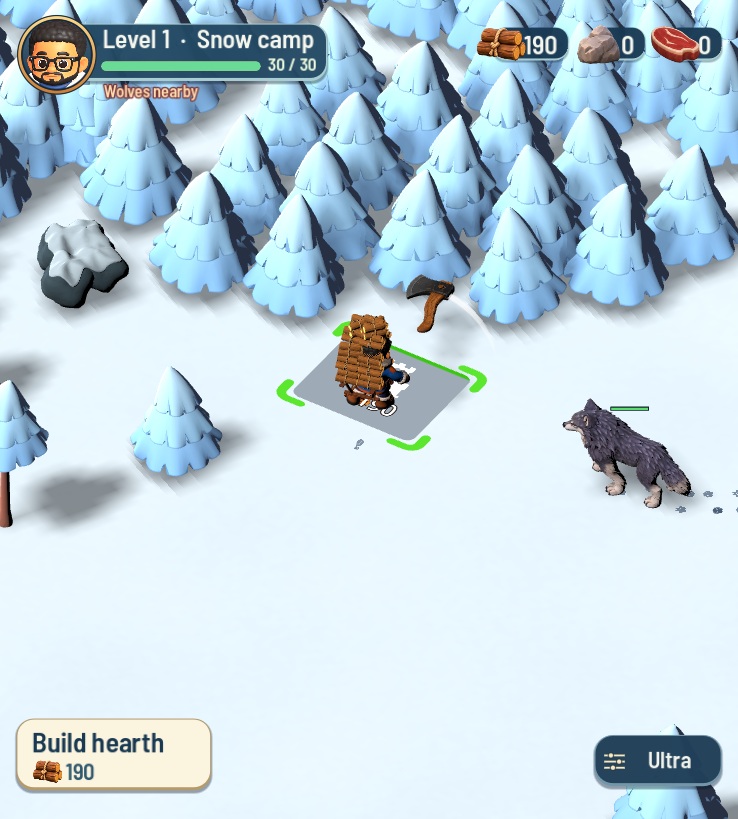 Level 1 · Snow camp
30 / 30
Wolves nearby
190
0
0
Build hearth
190
Ultra